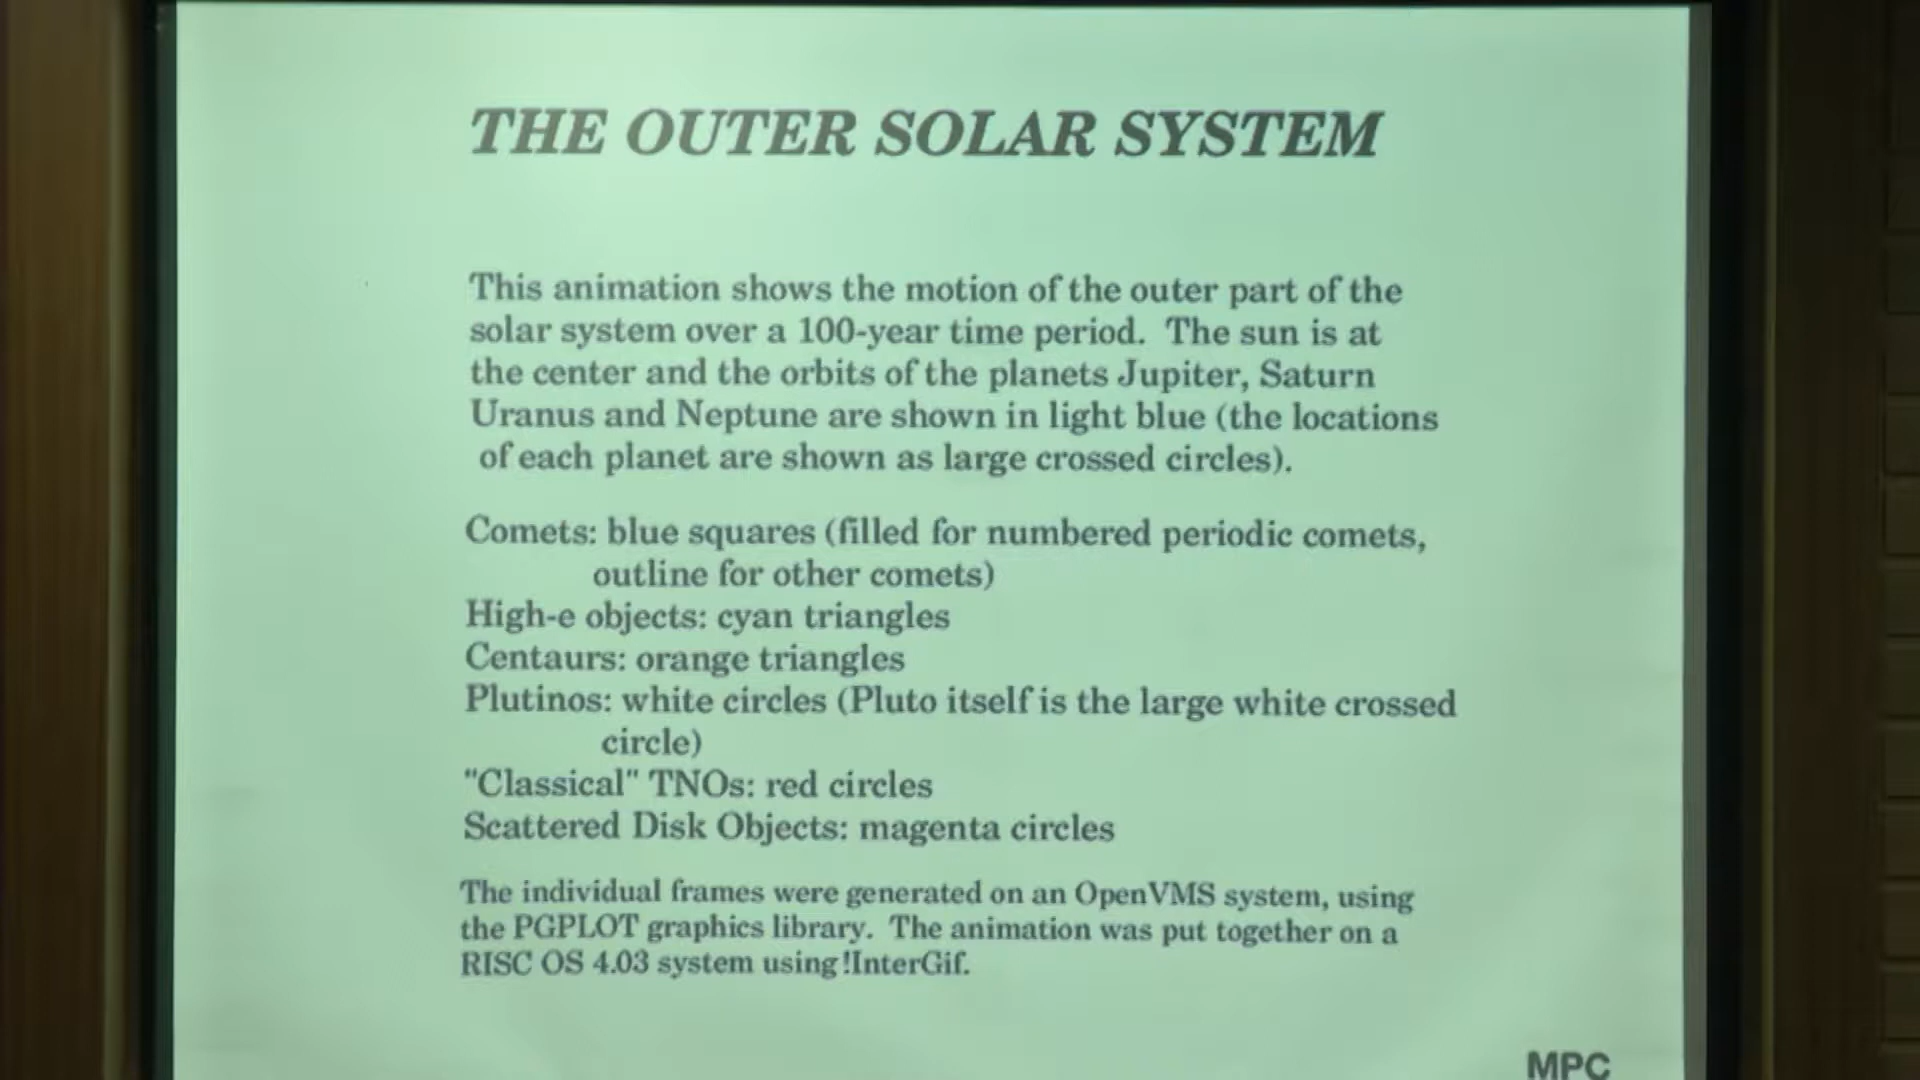 THE OUTER SOLAR SYSTEM
This animation shows the motion of the outer part of the
solar system over a 100-year time period. The sun is at
the center and the orbits of the planets Jupiter, Saturn
Uranus and Neptune are shown in light blue (the locations
of each planet are shown as large crossed circles).
Comets: blue squares (filled for numbered periodic comets,
outline for other comets)
High-e objects: cyan triangles
Centaurs: orange triangles
Plutinos: white circles (Pluto itself is the large white crossed
circle)
"Classical" TNOs: red circles
Scattered Disk Objects: magenta circles
The individual frames were generated on an OpenVMS system, using
the PGPLOT graphics library. The animation was put together on a
RISC OS 4.03 system using !InterGif.
MPC